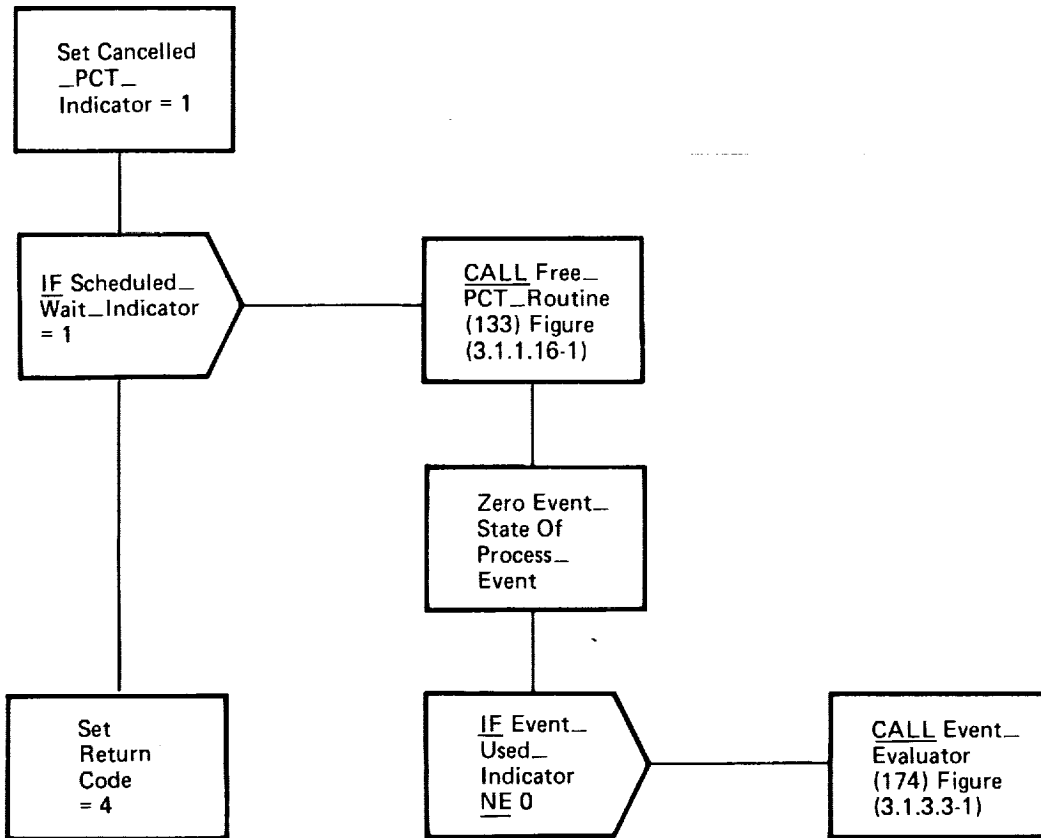 Set Cancelled
_PCT_
Indicator = 1
IF Scheduled_
Wait_Indicator
= 1
CALL Free_
PCT_Routine
(133) Figure
(3.1.1.16-1)
Zero Event_
State Of
Process_
Event
Set
Return
Code
= 4
IF Event_
Used_
Indicator
NE 0
CALL Event_
Evaluator
(174) Figure
(3.1.3.3-1)